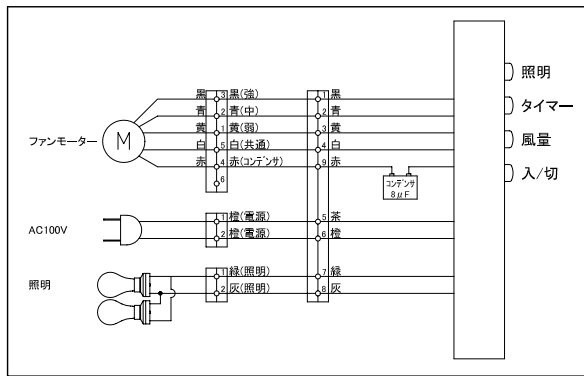 照明
タイマー
風量
入/切
黒 3 黒(強) 1 黒
青 2 青(中) 2 青
黄 1 黄(弱) 3 黄
白 5 白(共通) 4 白
赤 4 赤(コンデンサ) 9 赤
6
ファンモーター
M
コンデンサ
8μF
AC100V
1 橙(電源) 5 茶
2 橙(電源) 6 橙
照明
1 緑(照明) 7 緑
2 灰(照明) 8 灰